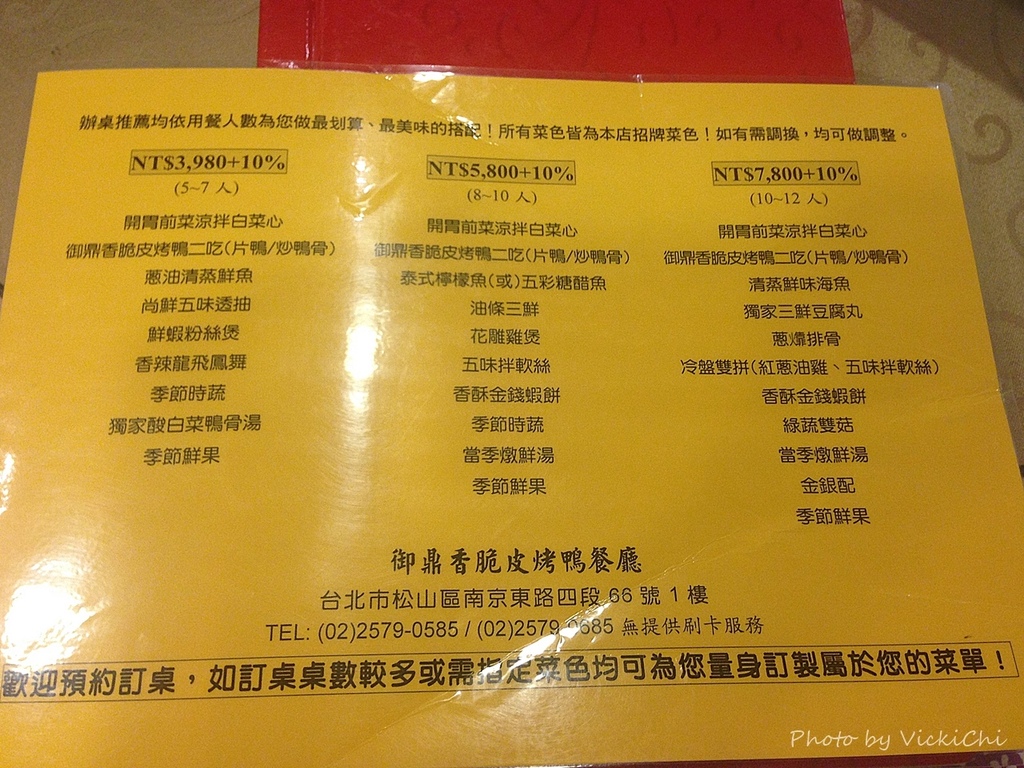 辦桌推薦均依用餐人數為您做最划算、最美味的搭配！所有菜色皆為本店招牌菜色！如有需調換，均可做調整。
NT$3,980+10%
(5~7 人)
開胃前菜涼拌白菜心
御鼎香脆皮烤鴨二吃(片鴨/炒鴨骨)
蔥油清蒸鮮魚
尚鮮五味透抽
鮮蝦粉絲煲
香辣龍飛鳳舞
季節時蔬
獨家酸白菜鴨骨湯
季節鮮果
NT$5,800+10%
(8~10 人)
開胃前菜涼拌白菜心
御鼎香脆皮烤鴨二吃(片鴨/炒鴨骨)
泰式檸檬魚(或)五彩糖醋魚
油條三鮮
花雕雞煲
五味拌軟絲
香酥金錢蝦餅
季節時蔬
當季燉鮮湯
季節鮮果
NT$7,800+10%
(10~12 人)
開胃前菜涼拌白菜心
御鼎香脆皮烤鴨二吃(片鴨/炒鴨骨)
清蒸鮮味海魚
獨家三鮮豆腐丸
蔥㸆排骨
冷盤雙拼(紅蔥油雞、五味拌軟絲)
香酥金錢蝦餅
綠蔬雙菇
當季燉鮮湯
金銀配
季節鮮果
御鼎香脆皮烤鴨餐廳
台北市松山區南京東路四段 66 號 1 樓
TEL: (02)2579-0585 / (02)2579-0685 無提供刷卡服務
歡迎預約訂桌，如訂桌桌數較多或需指定菜色均可為您量身訂製屬於您的菜單！
Photo by VickiChi